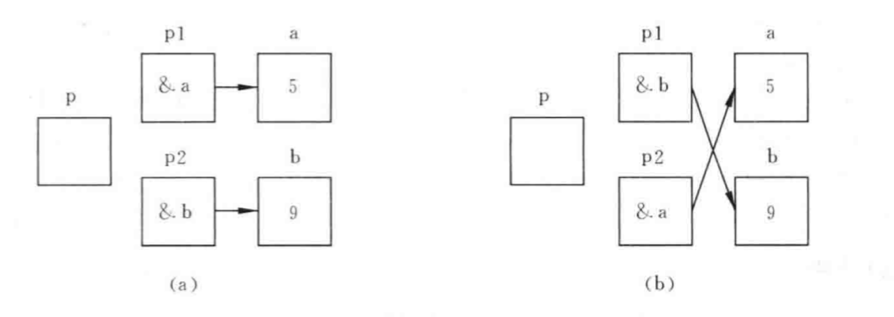 p1 a p1 a
&a 5 &b 5
p p
p2 b p2 b
&b 9 &a 9
(a) (b)